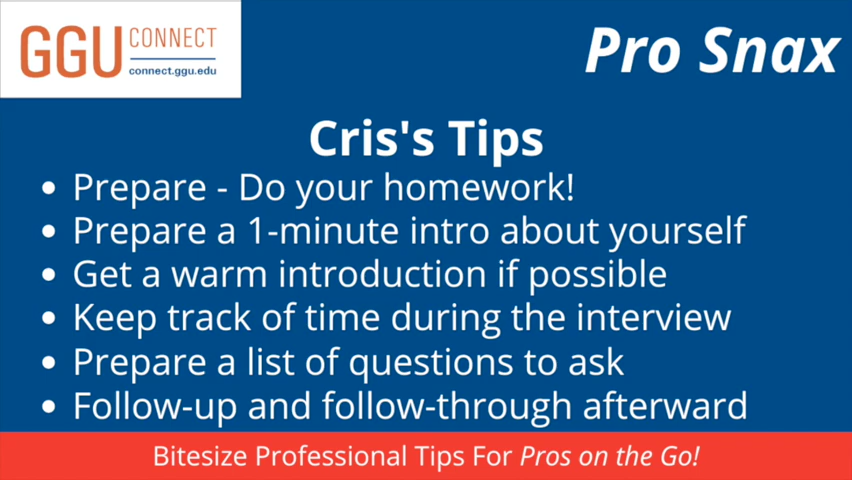 GGU CONNECT
connect.ggu.edu
Pro Snax
Cris's Tips
• Prepare - Do your homework!
• Prepare a 1-minute intro about yourself
• Get a warm introduction if possible
• Keep track of time during the interview
• Prepare a list of questions to ask
• Follow-up and follow-through afterward
Bitesize Professional Tips For Pros on the Go!